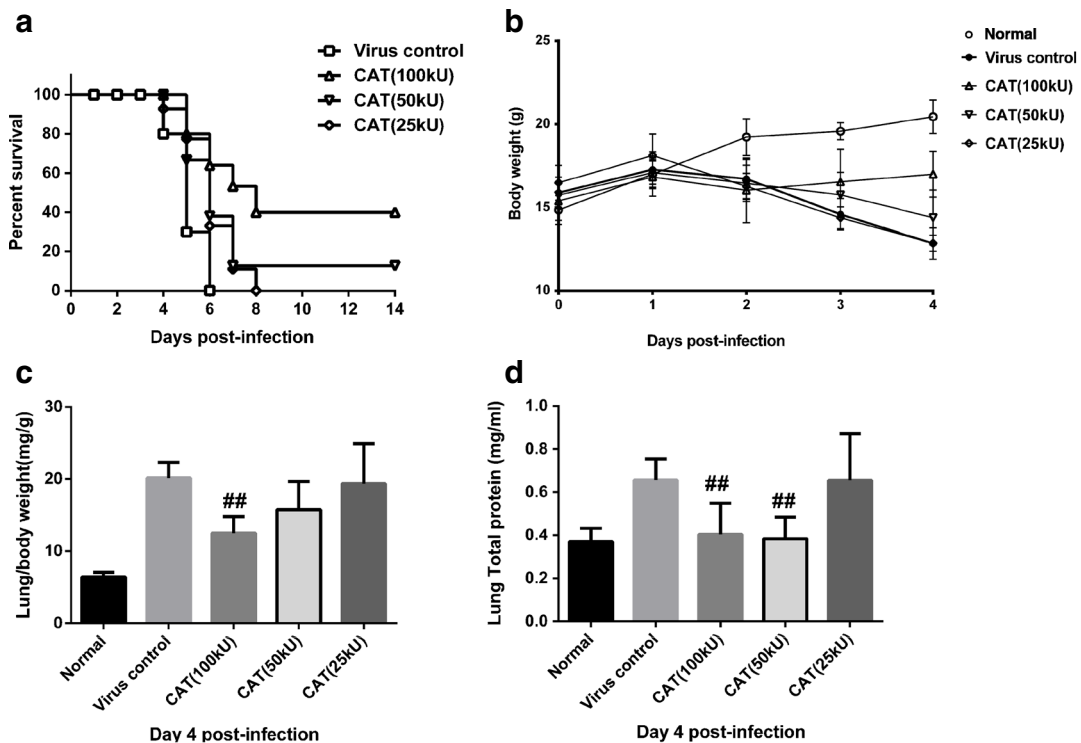 a
Virus control
CAT(100kU)
CAT(50kU)
CAT(25kU)
Percent survival
100
80
60
40
20
0
0 2 4 6 8 10 12 14
Days post-infection
b
Normal
Virus control
CAT(100kU)
CAT(50kU)
CAT(25kU)
Body weight (g)
25
20
15
10
0 1 2 3 4
Days post-infection
c
Lung/body weight(mg/g)
30
20
10
0
##
Normal
Virus control
CAT(100kU)
CAT(50kU)
CAT(25kU)
Day 4 post-infection
d
Lung Total protein (mg/ml)
1.0
0.8
0.6
0.4
0.2
0.0
##
##
Normal
Virus control
CAT(100kU)
CAT(50kU)
CAT(25kU)
Day 4 post-infection